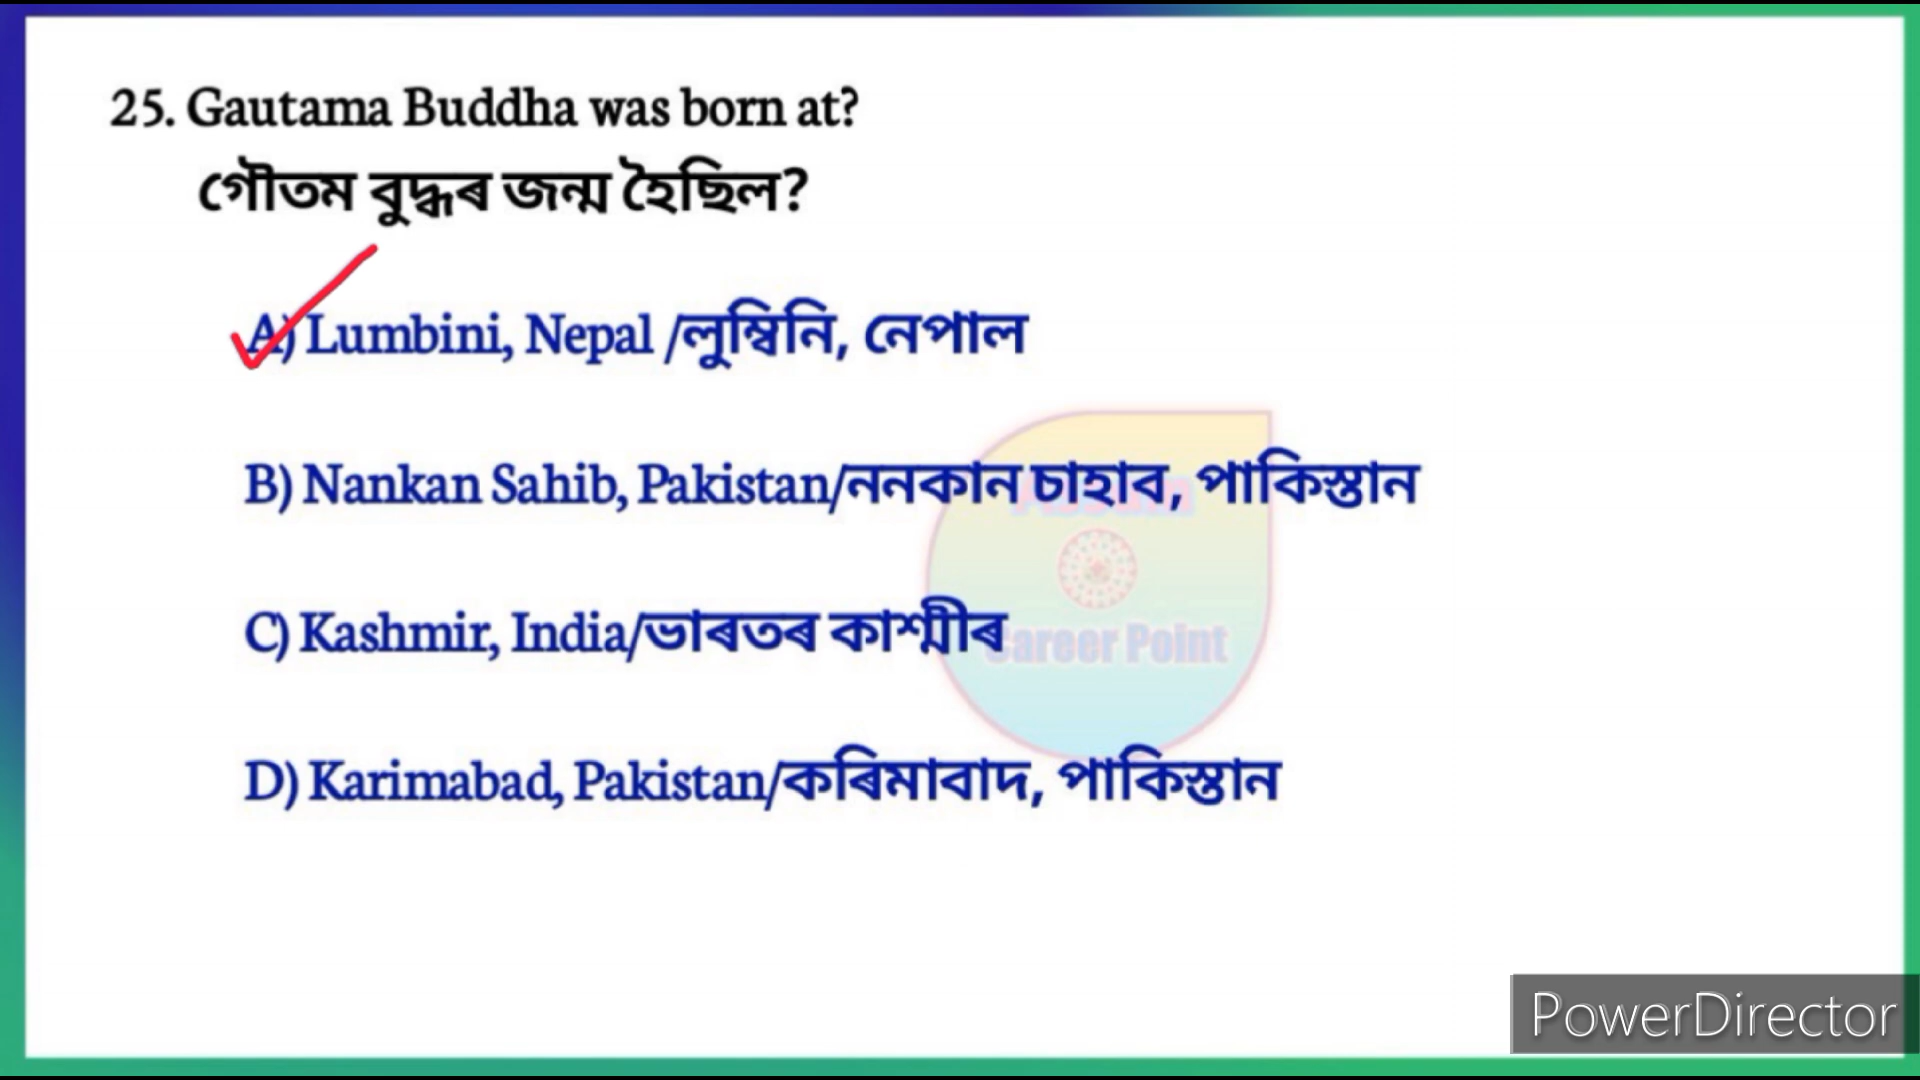 25. Gautama Buddha was born at?
গৌতম বুদ্ধৰ জন্ম হৈছিল?
A) Lumbini, Nepal /লুম্বিনি, নেপাল
B) Nankan Sahib, Pakistan/ননকান চাহাব, পাকিস্তান
Assam
C) Kashmir, India/ভাৰতৰ কাশ্মীৰ
Career Point
D) Karimabad, Pakistan/কৰিমাবাদ, পাকিস্তান
PowerDirector